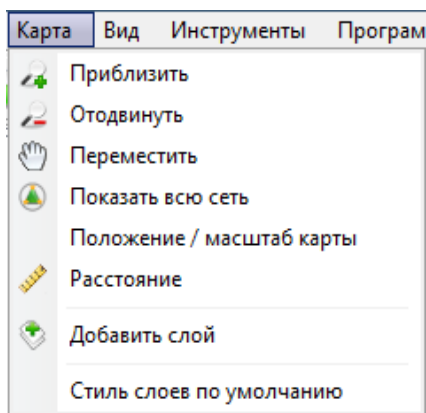 Карта Вид Инструменты Програм
Приблизить
Отодвинуть
Переместить
Показать всю сеть
Положение / масштаб карты
Расстояние
Добавить слой
Стиль слоев по умолчанию